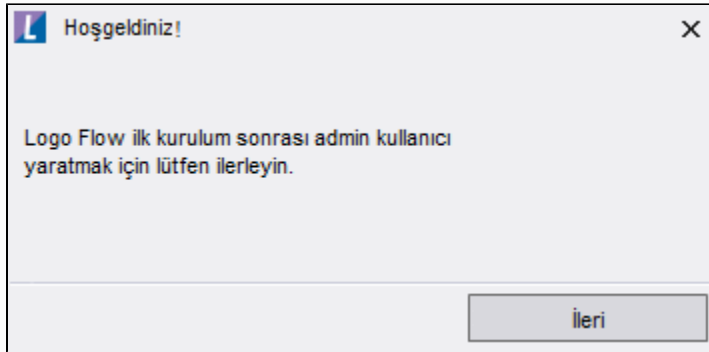 Hoşgeldiniz!
Logo Flow ilk kurulum sonrası admin kullanıcı
yaratmak için lütfen ilerleyin.
İleri